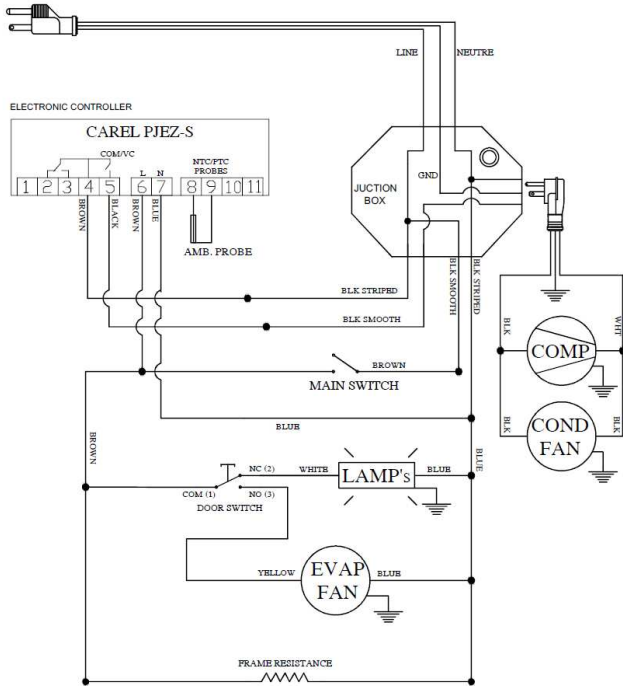 LINE
NEUTRE
ELECTRONIC CONTROLLER
CAREL PJEZ-S
COM/VC
L N
NTC/PTC
PROBES
1 2 3 4 5 6 7 8 9 10 11
BROWN
BLACK
BROWN
BLUE
AMB. PROBE
GND
JUCTION
BOX
BLK STRIPED
BLK SMOOTH
BLK SMOOTH
BLK STRIPED
BROWN
MAIN SWITCH
BLK
WHT
COMP
BLK
BLK
COND
FAN
BLUE
BROWN
BLUE
NC (2)
WHITE
LAMP's
BLUE
COM (1)
NO (3)
DOOR SWITCH
YELLOW
EVAP
FAN
BLUE
FRAME RESISTANCE